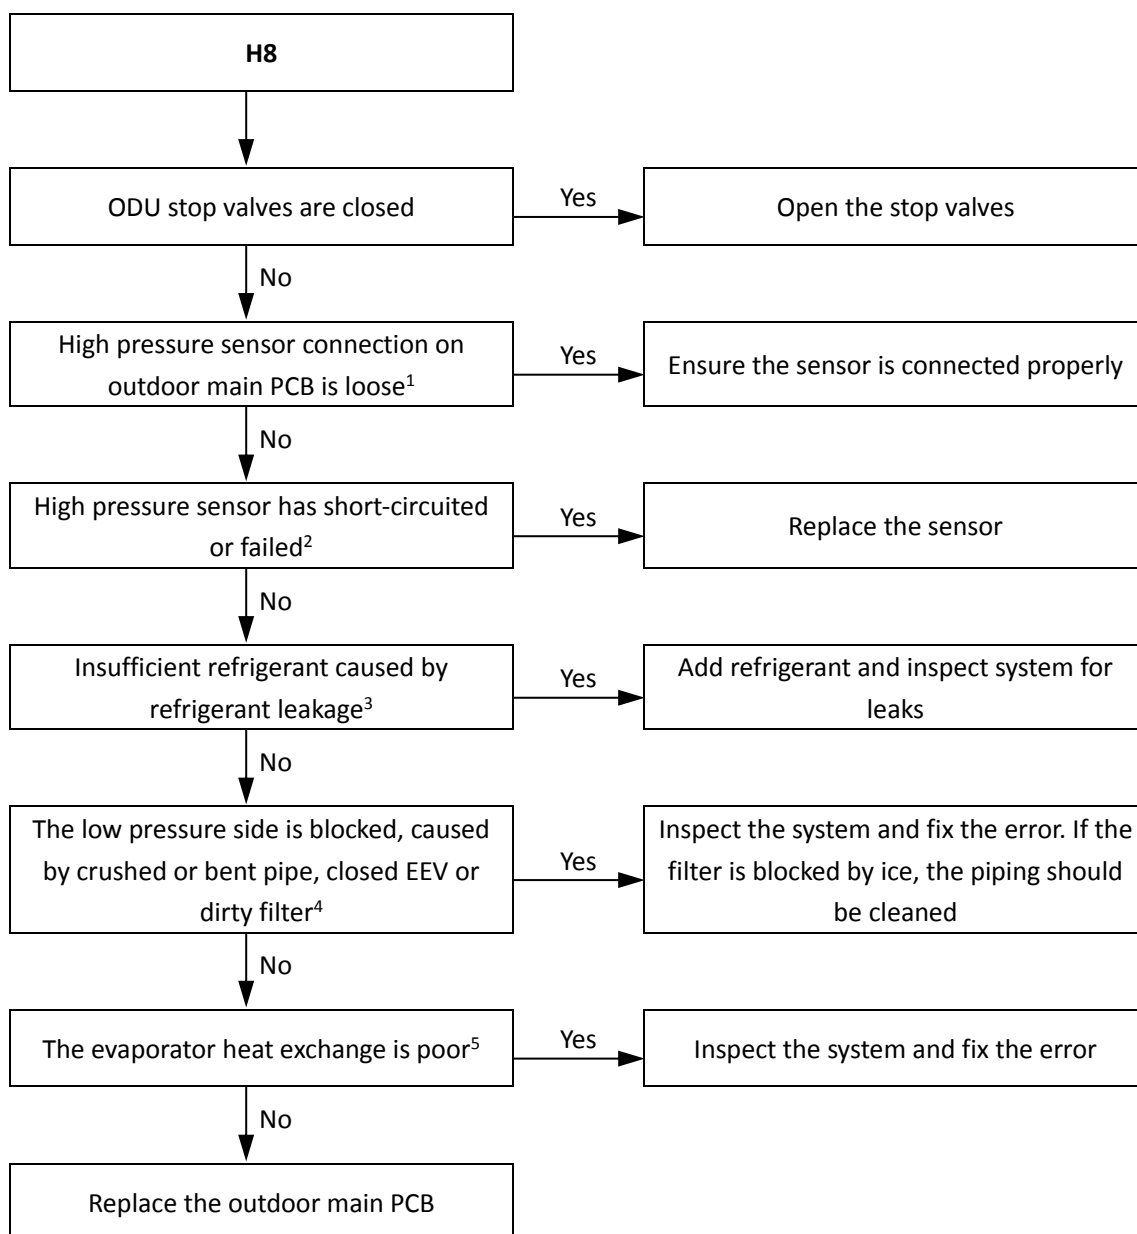 H8
ODU stop valves are closed
Yes
Open the stop valves
No
High pressure sensor connection on
outdoor main PCB is loose¹
Yes
Ensure the sensor is connected properly
No
High pressure sensor has short-circuited
or failed²
Yes
Replace the sensor
No
Insufficient refrigerant caused by
refrigerant leakage³
Yes
Add refrigerant and inspect system for
leaks
No
The low pressure side is blocked, caused
by crushed or bent pipe, closed EEV or
dirty filter⁴
Yes
Inspect the system and fix the error. If the
filter is blocked by ice, the piping should
be cleaned
No
The evaporator heat exchange is poor⁵
Yes
Inspect the system and fix the error
No
Replace the outdoor main PCB